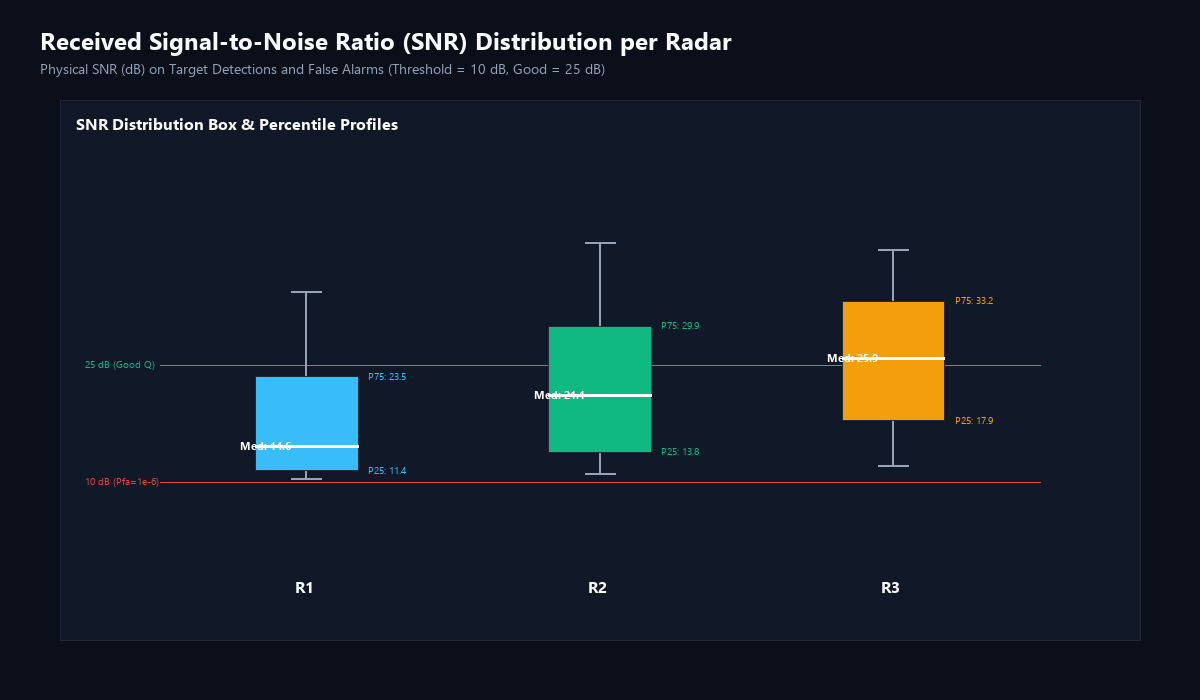 Received Signal-to-Noise Ratio (SNR) Distribution per Radar
Physical SNR (dB) on Target Detections and False Alarms (Threshold = 10 dB, Good = 25 dB)
SNR Distribution Box & Percentile Profiles
P75: 33.2
P75: 29.9
Med: 25.9
25 dB (Good Q)
P75: 23.5
Med: 21.1
P25: 17.9
Med: 14.6
P25: 13.8
P25: 11.4
10 dB (Pfa=1e-6)
R1
R2
R3